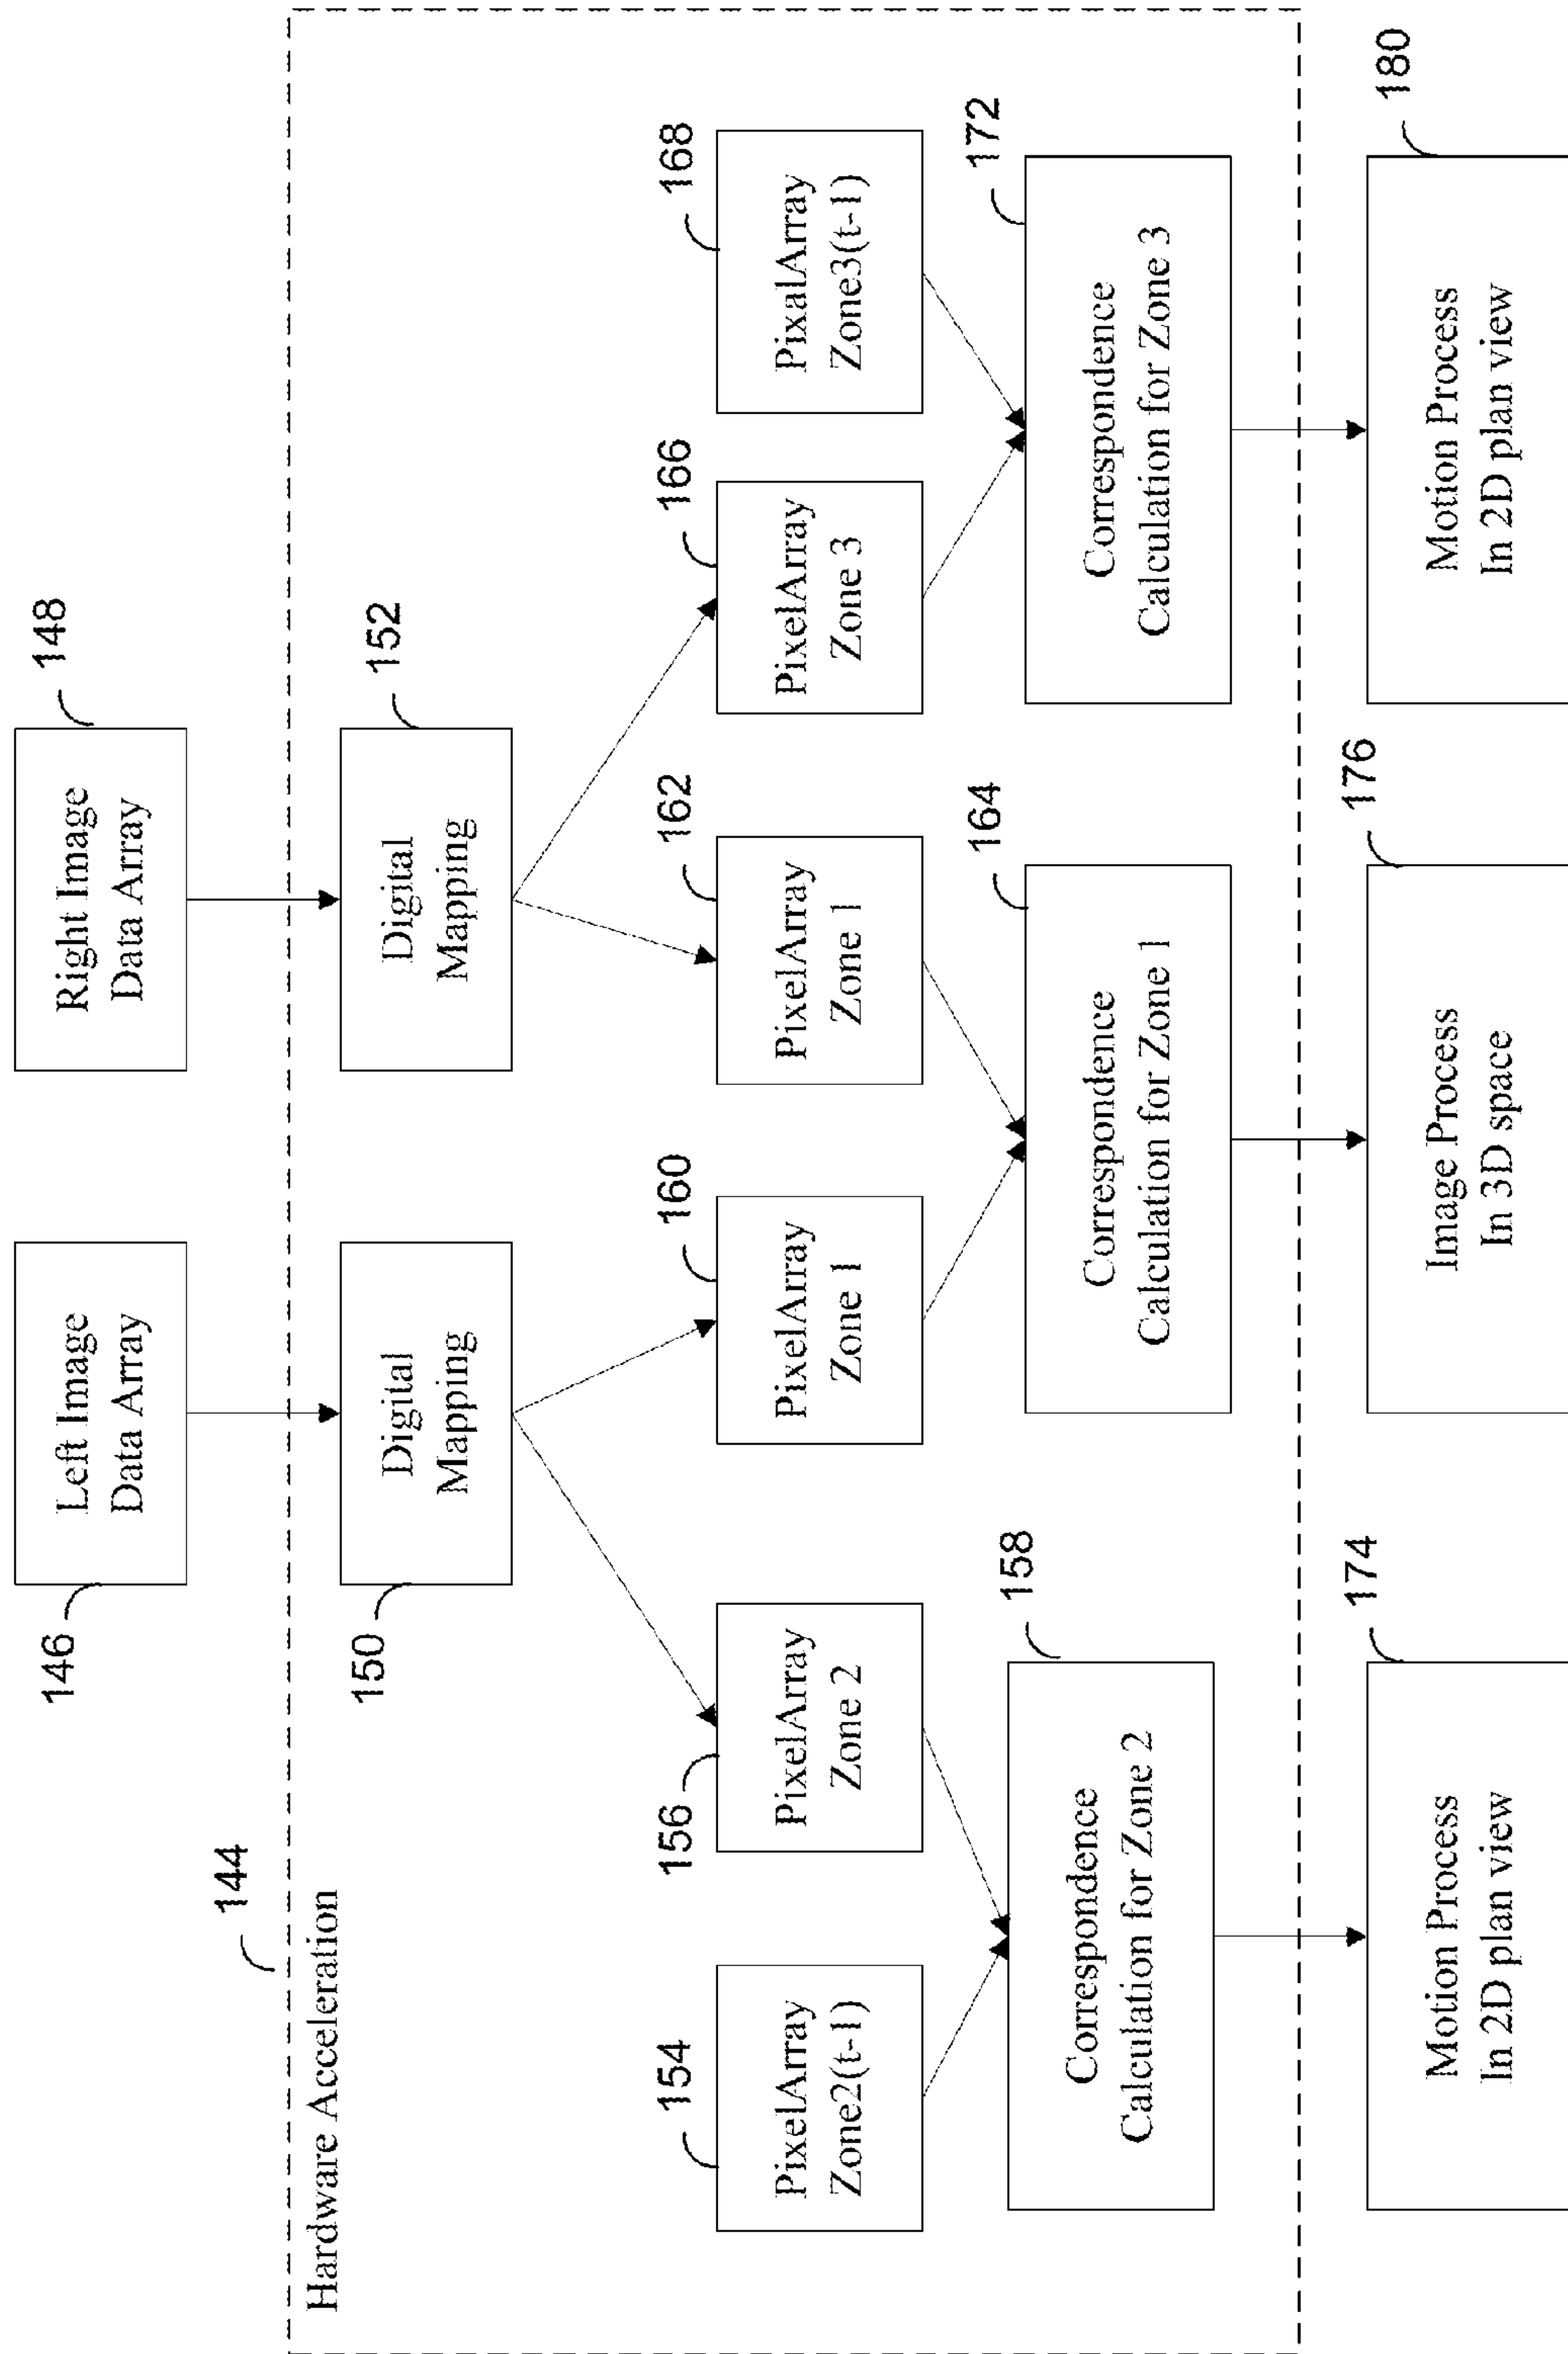 146
Left Image
Data Array
Right Image
Data Array
148
144
Hardware Acceleration
150
Digital
Mapping
Digital
Mapping
152
154
PixelArray
Zone2(t-1)
156
PixelArray
Zone 2
160
PixelArray
Zone 1
162
PixelArray
Zone 1
166
PixelArray
Zone 3
168
PixalArray
Zone3(t-1)
158
Correspondence
Calculation for Zone 2
164
Correspondence
Calculation for Zone 1
172
Correspondence
Calculation for Zone 3
174
Motion Process
In 2D plan view
176
Image Process
In 3D space
180
Motion Process
In 2D plan view